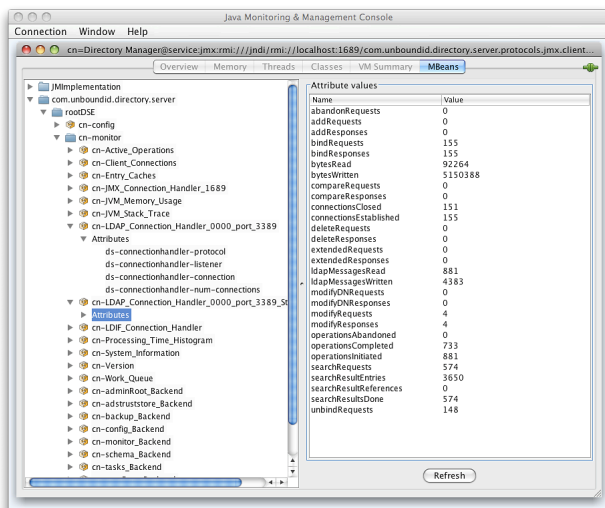 Java Monitoring & Management Console
Connection Window Help
cn=Directory Manager@service:jmx:rmi:///jndi/rmi://localhost:1689/com.unboundid.directory.server.protocols.jmx.client...
Overview Memory Threads Classes VM Summary MBeans
JMImplementation
com.unboundid.directory.server
rootDSE
cn-config
cn-monitor
cn-Active_Operations
cn-Client_Connections
cn-Entry_Caches
cn-JMX_Connection_Handler_1689
cn-JVM_Memory_Usage
cn-JVM_Stack_Trace
cn-LDAP_Connection_Handler_0000_port_3389
Attributes
ds-connectionhandler-protocol
ds-connectionhandler-listener
ds-connectionhandler-connection
ds-connectionhandler-num-connections
cn-LDAP_Connection_Handler_0000_port_3389_St
Attributes
cn-LDIF_Connection_Handler
cn-Processing_Time_Histogram
cn-System_Information
cn-Version
cn-Work_Queue
cn-adminRoot_Backend
cn-adstruststore_Backend
cn-backup_Backend
cn-config_Backend
cn-monitor_Backend
cn-schema_Backend
cn-tasks_Backend
Attribute values
Name Value
abandonRequests 0
addRequests 0
addResponses 0
bindRequests 155
bindResponses 155
bytesRead 92264
bytesWritten 5150388
compareRequests 0
compareResponses 0
connectionsClosed 151
connectionsEstablished 155
deleteRequests 0
deleteResponses 0
extendedRequests 0
extendedResponses 0
ldapMessagesRead 881
ldapMessagesWritten 4383
modifyDNRequests 0
modifyDNResponses 0
modifyRequests 4
modifyResponses 4
operationsAbandoned 0
operationsCompleted 733
operationsInitiated 881
searchRequests 574
searchResultEntries 3650
searchResultReferences 0
searchResultsDone 574
unbindRequests 148
Refresh